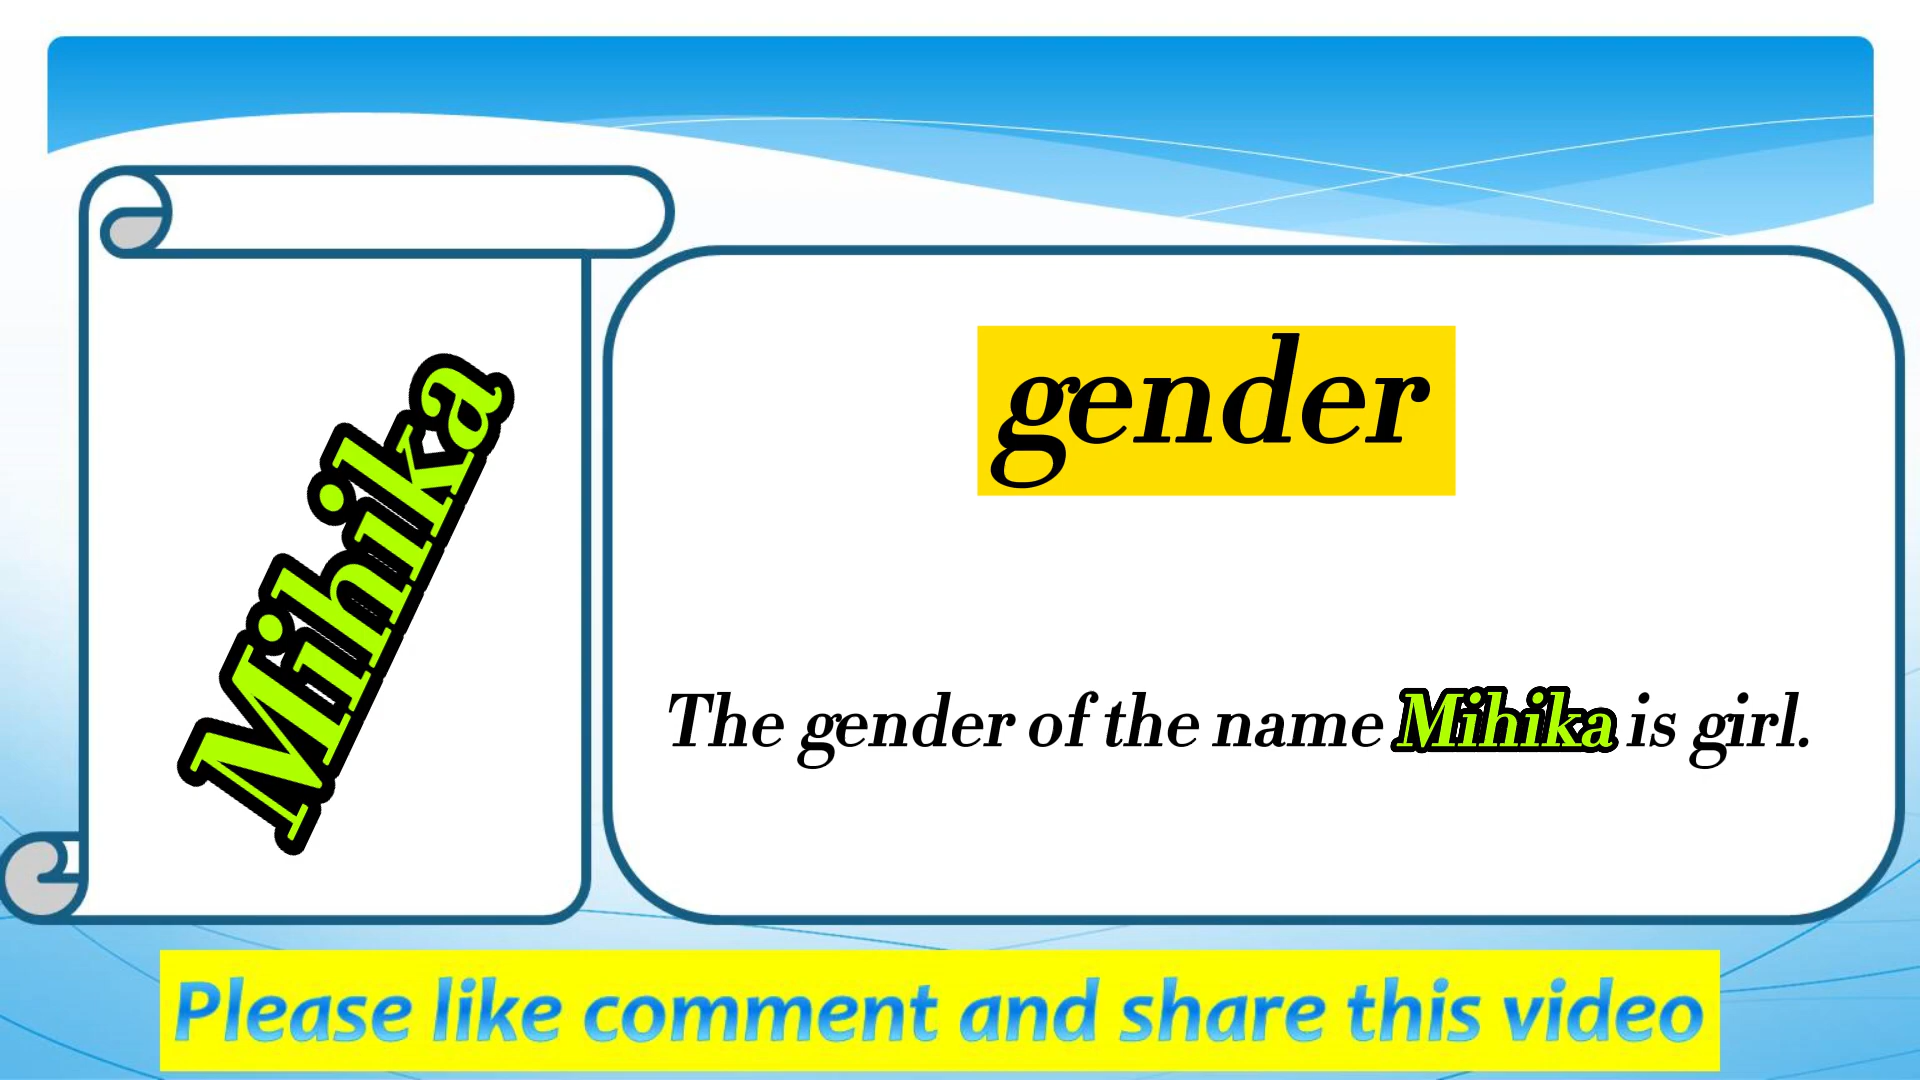 Mihika
gender
The gender of the name Mihika is girl.
Please like comment and share this video